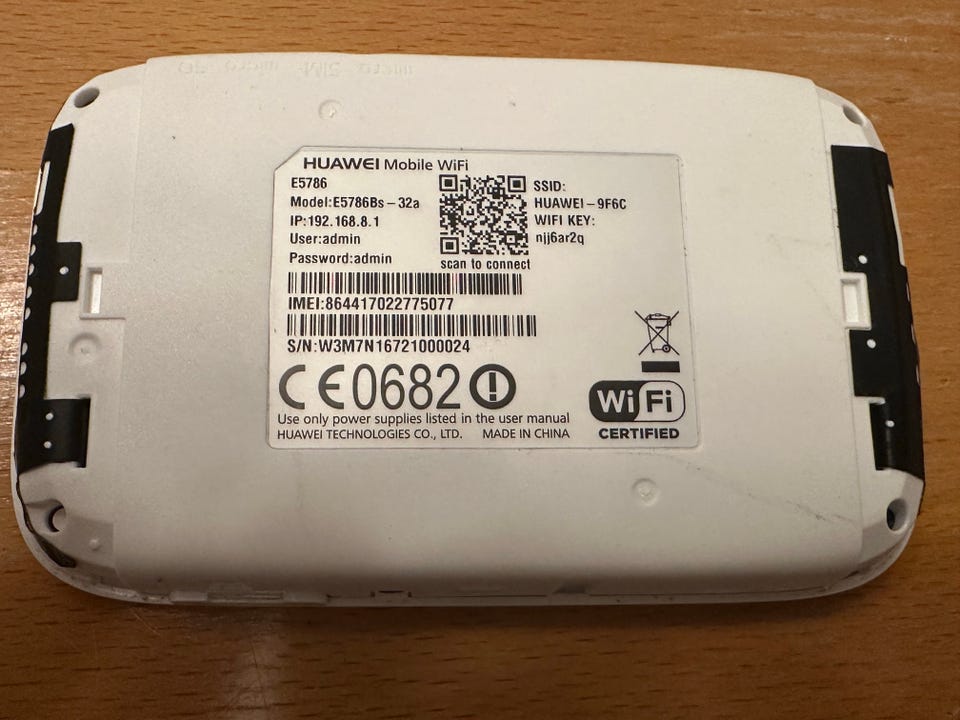 HUAWEI Mobile WiFi
E5786
Model:E5786Bs-32a
IP:192.168.8.1
User:admin
Password:admin
scan to connect
SSID:
HUAWEI-9F6C
WIFI KEY:
njj6ar2q
IMEI:864417022775077
S/N:W3M7N16721000024
CE0682
Use only power supplies listed in the user manual
HUAWEI TECHNOLOGIES CO., LTD. MADE IN CHINA
Wi Fi
CERTIFIED